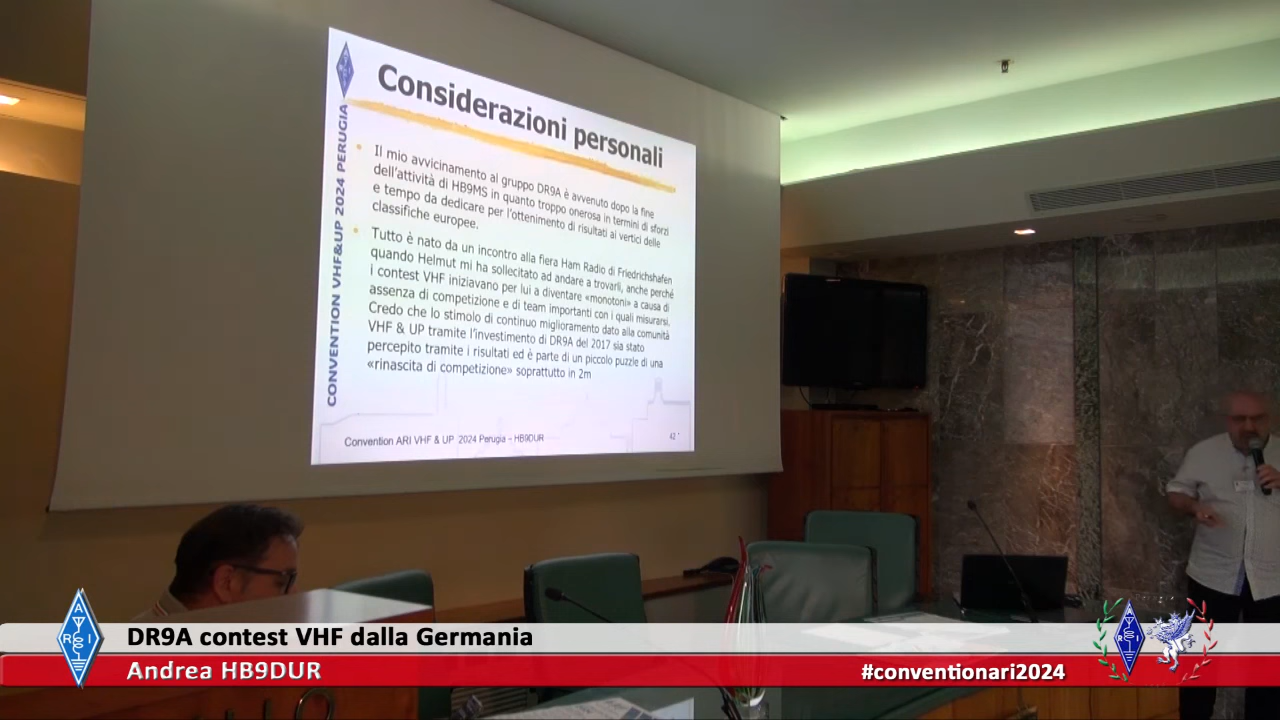 Considerazioni personali
CONVENTION VHF&UP 2024 PERUGIA
• Il mio avvicinamento al gruppo DR9A è avvenuto dopo la fine
dell'attività di HB9MS in quanto troppo onerosa in termini di sforzi
e tempo da dedicare per l'ottenimento di risultati ai vertici delle
classifiche europee.
• Tutto è nato da un incontro alla fiera Ham Radio di Friedrichshafen
quando Helmut mi ha sollecitato ad andare a trovarli, anche perché
i contest VHF iniziavano per lui a diventare «monotoni» a causa di
assenza di competizione e di team importanti con i quali misurarsi.
Credo che lo stimolo di continuo miglioramento dato alla comunità
VHF & UP tramite l'investimento di DR9A del 2017 sia stato
percepito tramite i risultati ed è parte di un piccolo puzzle di una
«rinascita di competizione» soprattutto in 2m
Convention ARI VHF & UP 2024 Perugia – HB9DUR
42
A
R I
DR9A contest VHF dalla Germania
Andrea HB9DUR
#conventionari2024